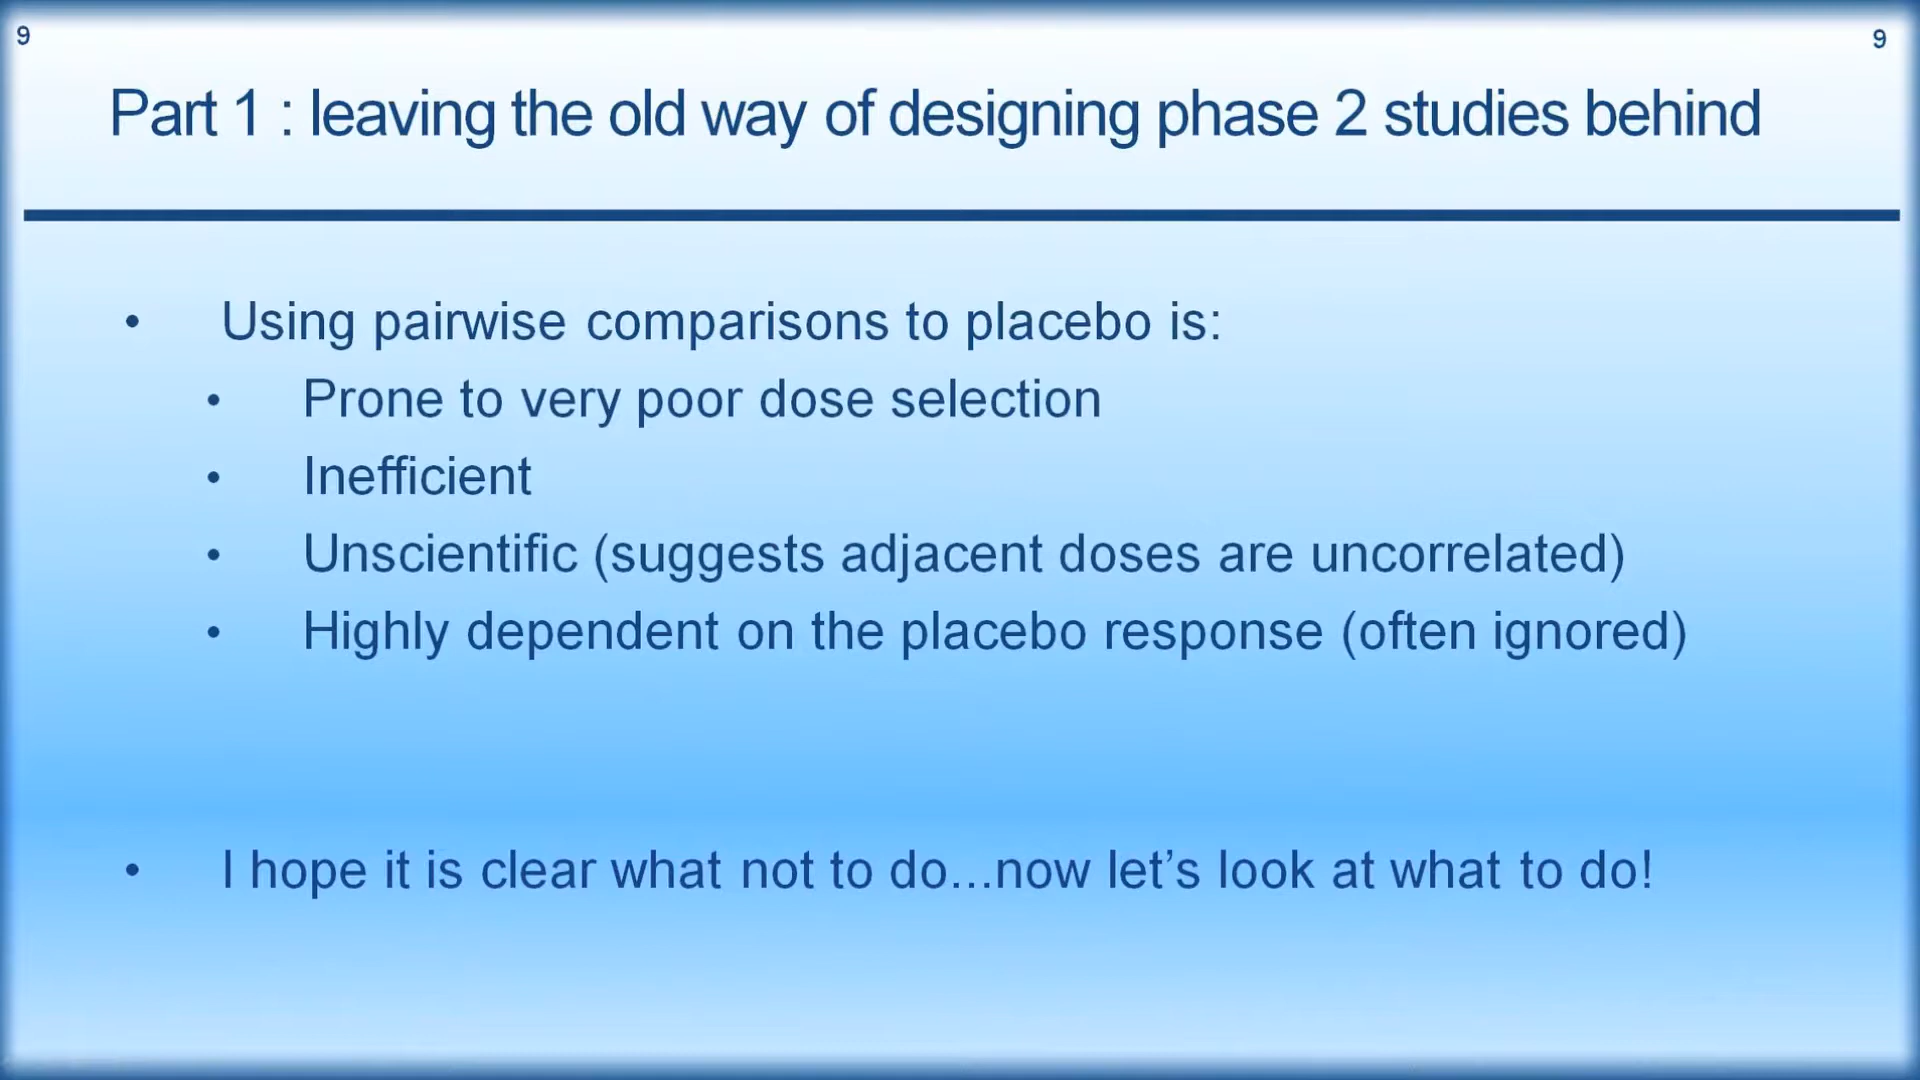 9
9
Part 1 : leaving the old way of designing phase 2 studies behind
• Using pairwise comparisons to placebo is:
• Prone to very poor dose selection
• Inefficient
• Unscientific (suggests adjacent doses are uncorrelated)
• Highly dependent on the placebo response (often ignored)
• I hope it is clear what not to do...now let’s look at what to do!